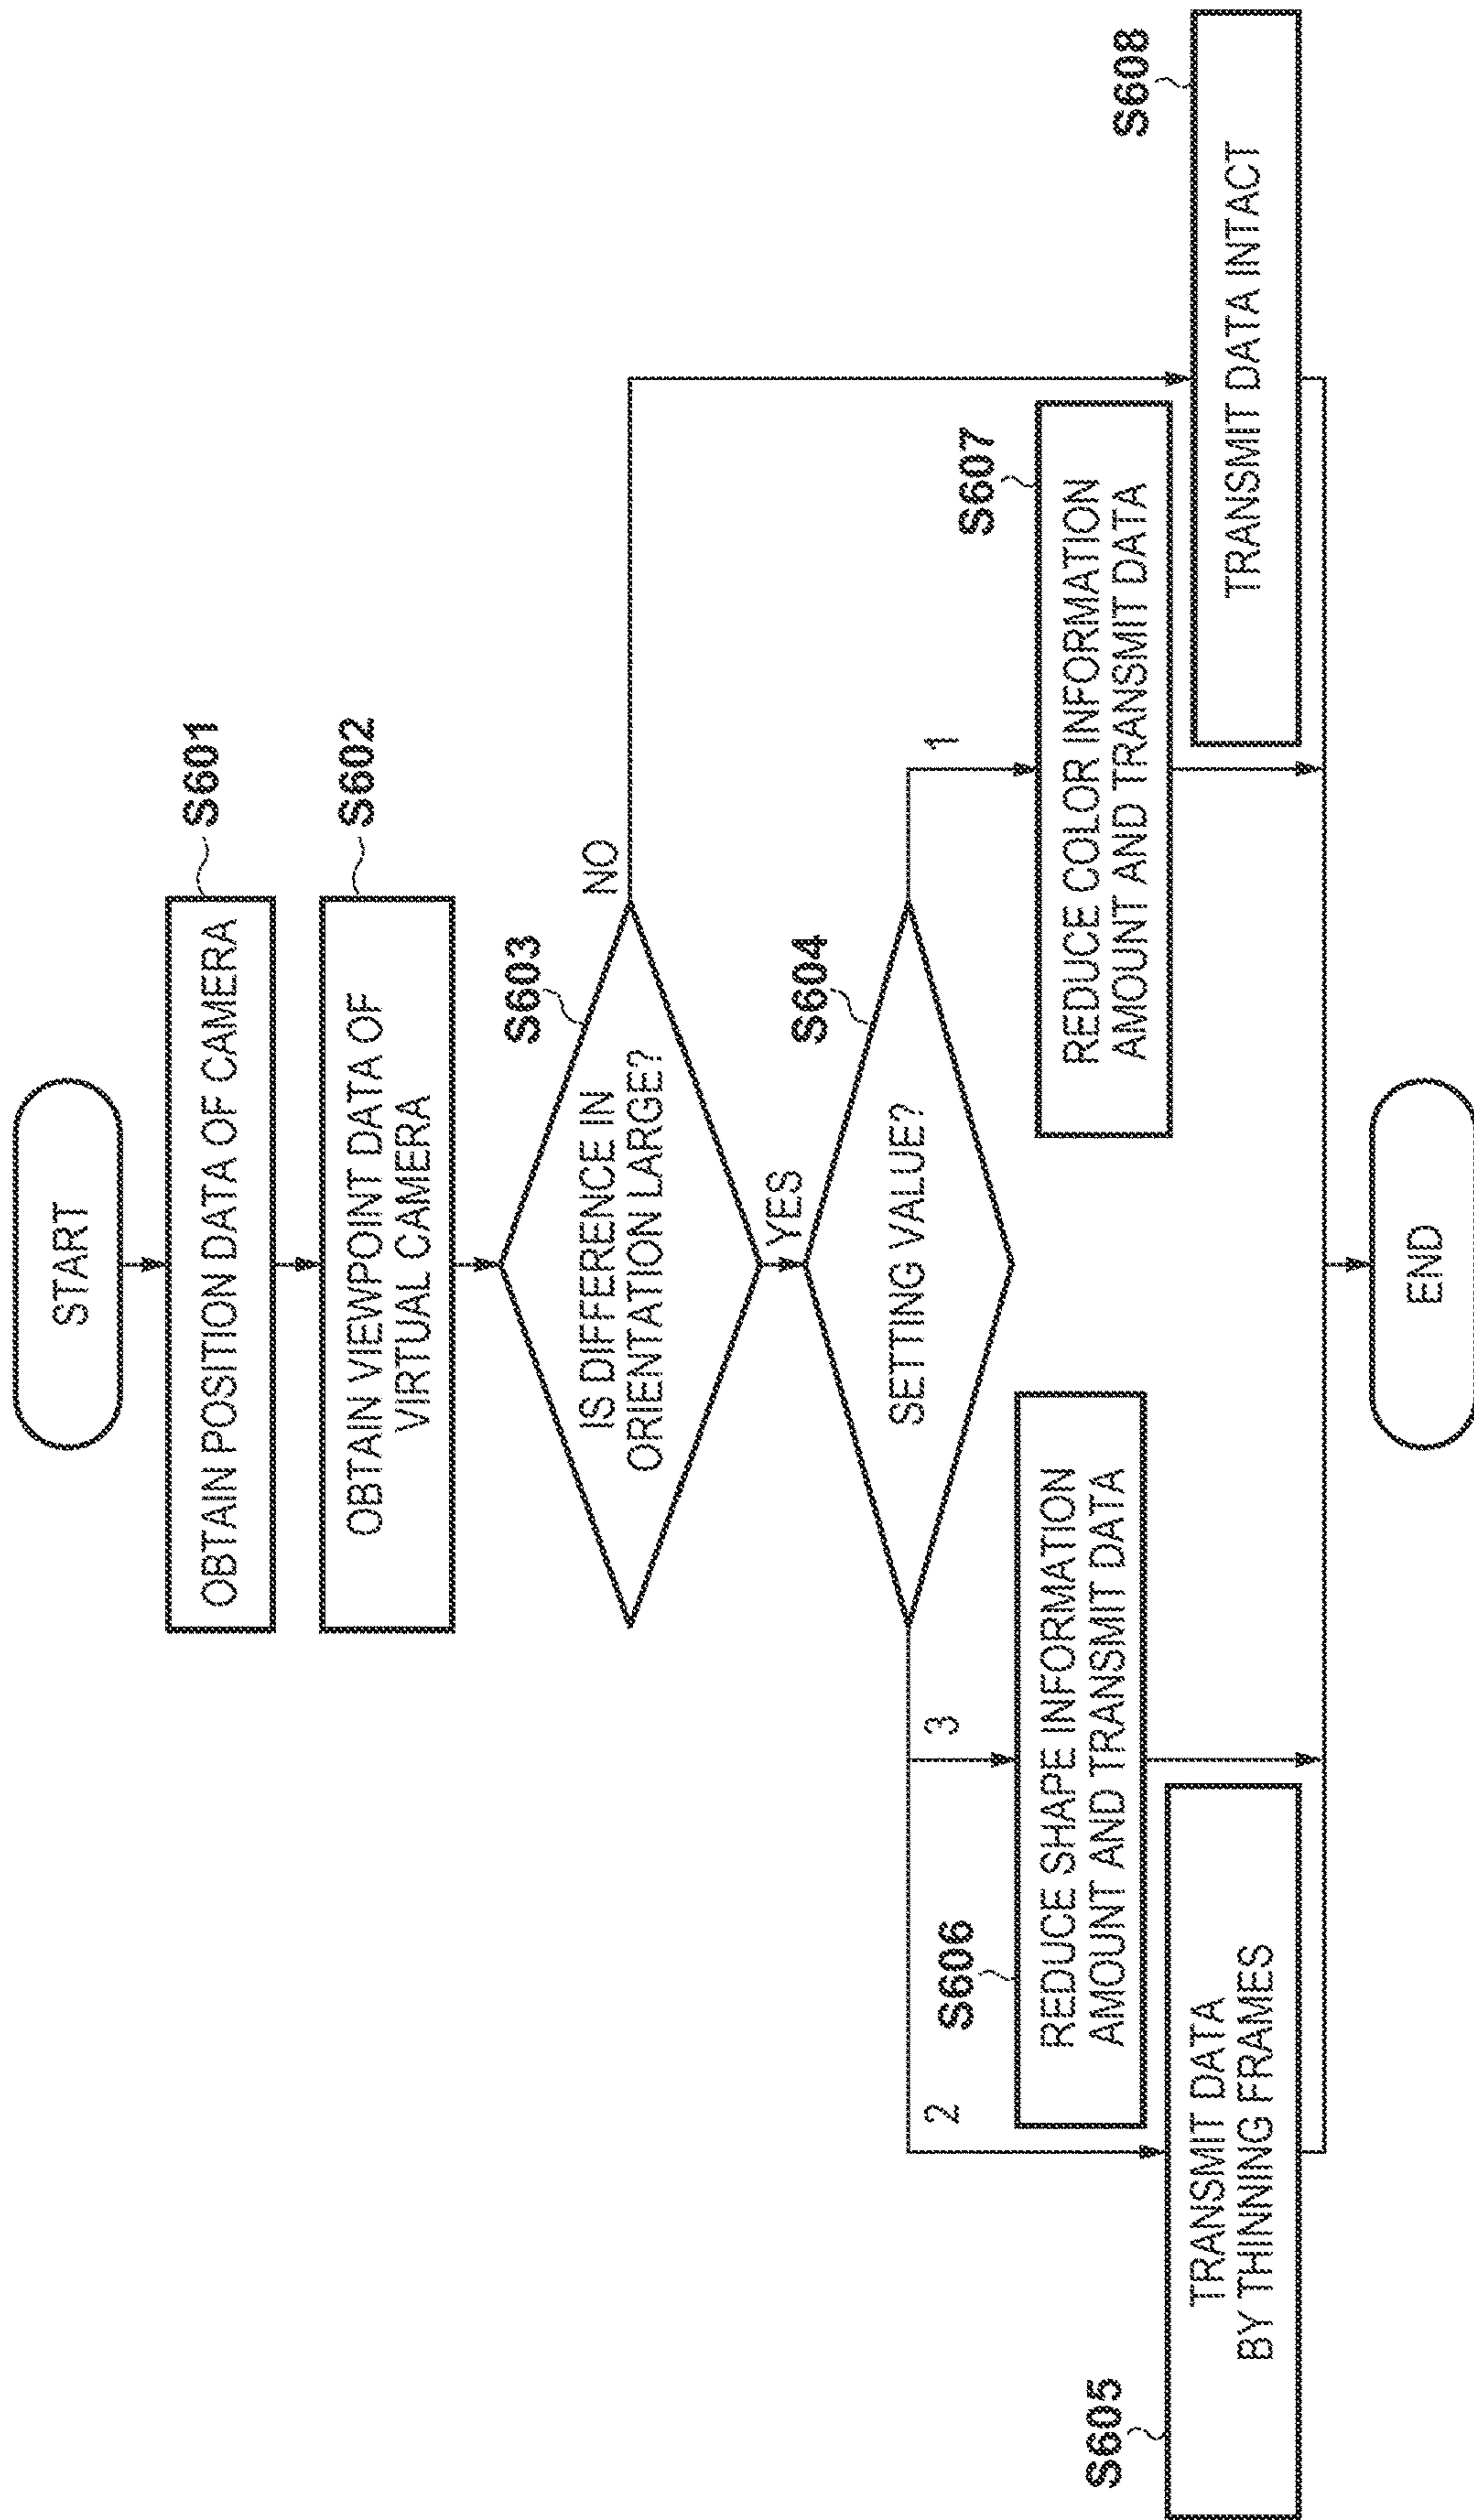 START
S601
OBTAIN POSITION DATA OF CAMERA
S602
OBTAIN VIEWPOINT DATA OF
VIRTUAL CAMERA
S603
IS DIFFERENCE IN
ORIENTATION LARGE?
NO
YES
S604
SETTING VALUE?
2
3
1
S606
REDUCE SHAPE INFORMATION
AMOUNT AND TRANSMIT DATA
S607
REDUCE COLOR INFORMATION
AMOUNT AND TRANSMIT DATA
S605
TRANSMIT DATA
BY THINNING FRAMES
S608
TRANSMIT DATA INTACT
END